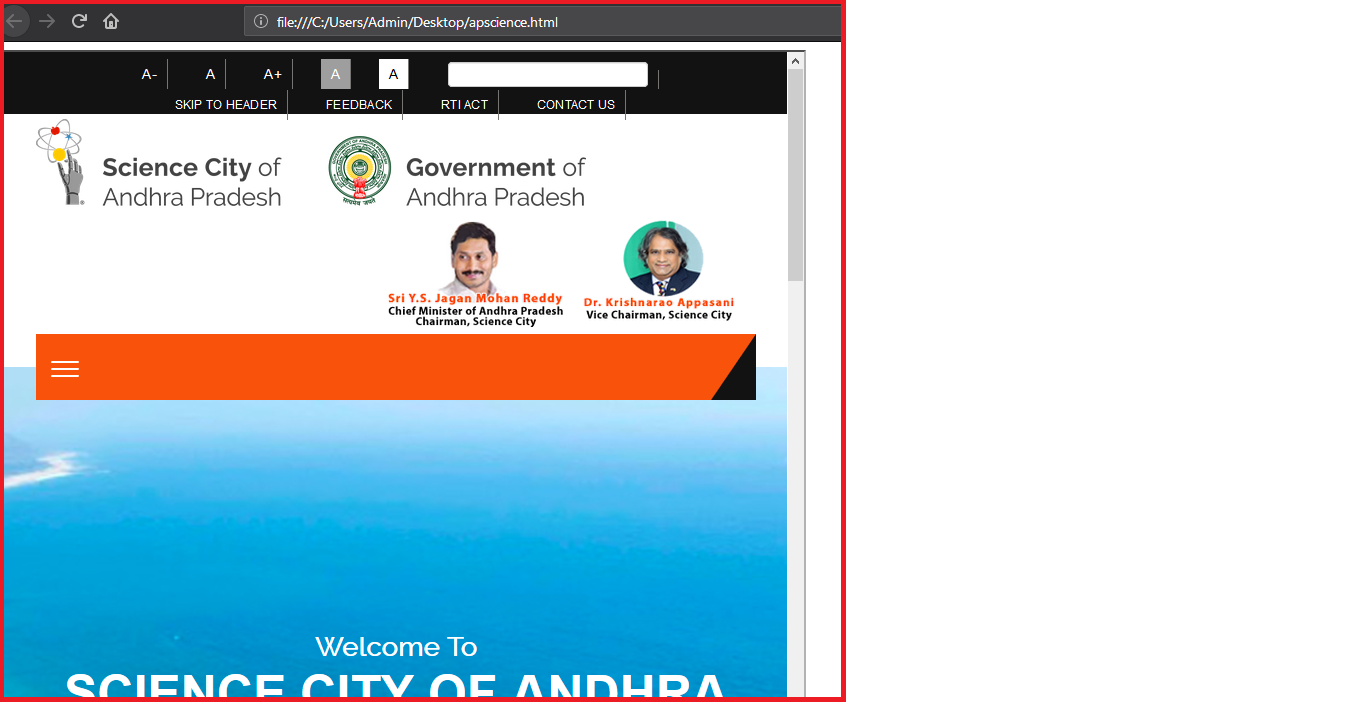 file:///C:/Users/Admin/Desktop/apscience.html
A- A A+ A A
SKIP TO HEADER FEEDBACK RTI ACT CONTACT US
Science City of
Andhra Pradesh
Government of
Andhra Pradesh
Sri Y.S. Jagan Mohan Reddy
Chief Minister of Andhra Pradesh
Chairman, Science City
Dr. Krishnarao Appasani
Vice Chairman, Science City
Welcome To
SCIENCE CITY OF ANDHRA